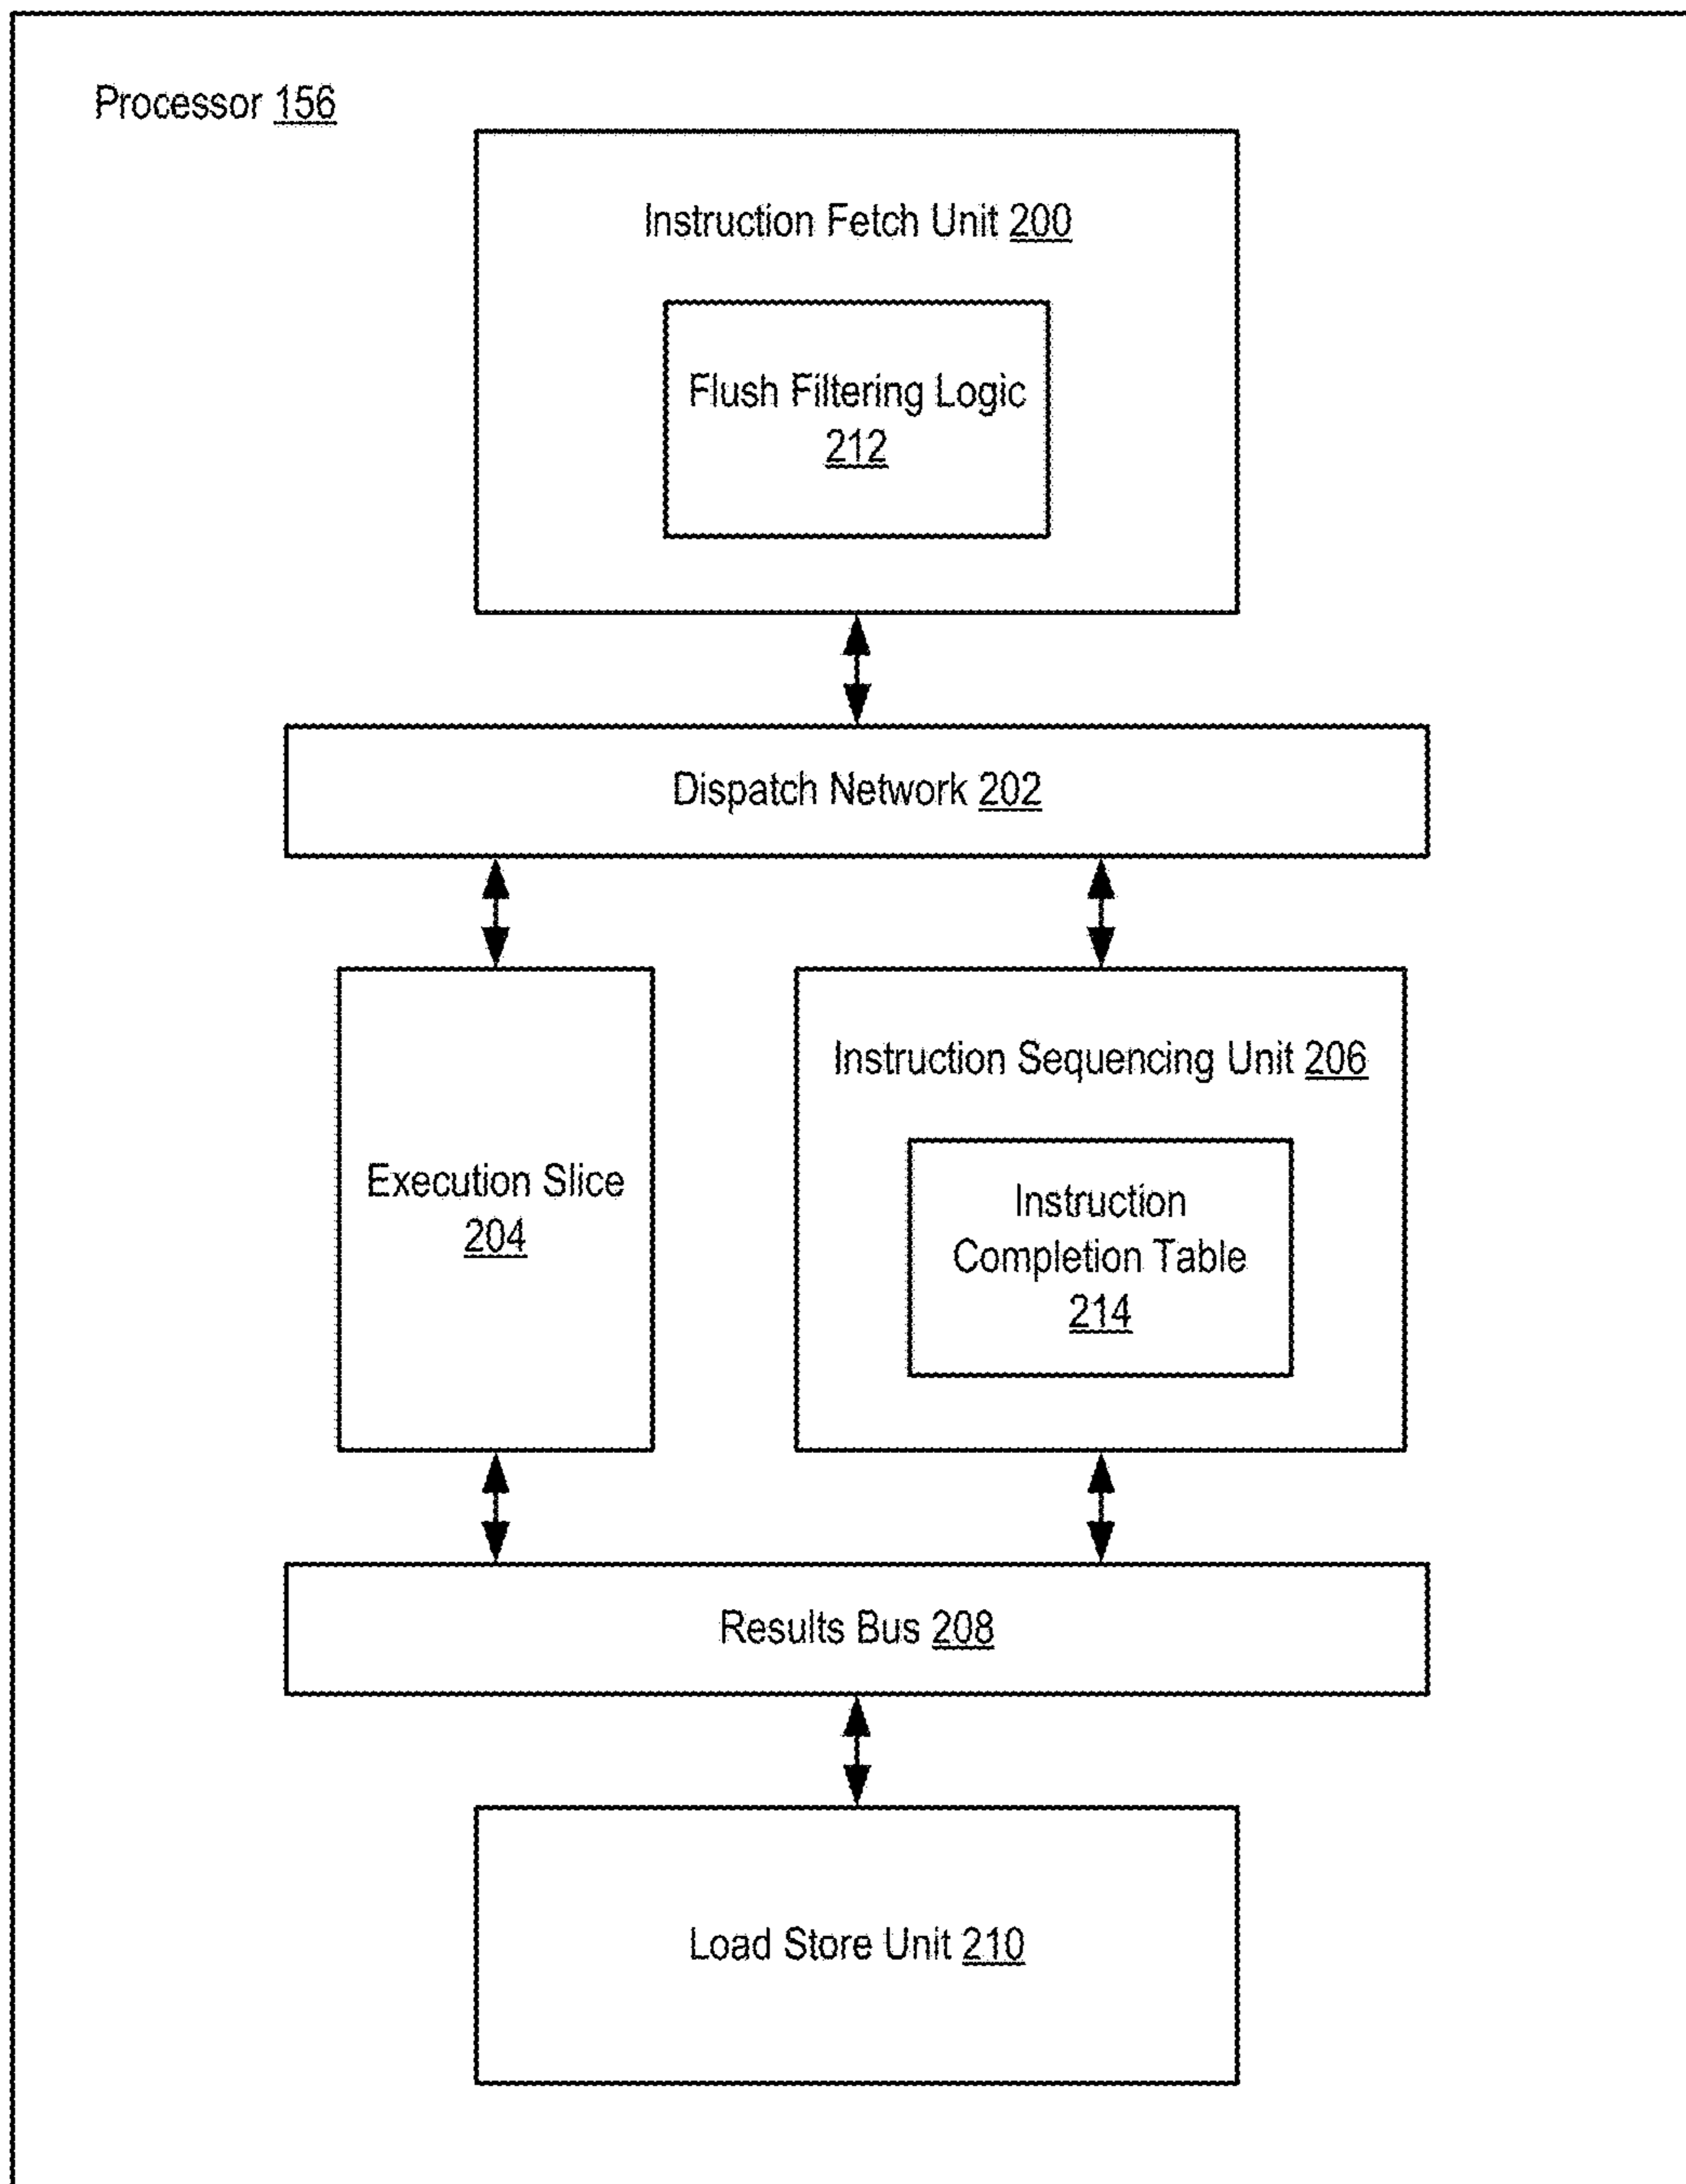 Processor 156
Instruction Fetch Unit 200
Flush Filtering Logic
212
Dispatch Network 202
Execution Slice
204
Instruction Sequencing Unit 206
Instruction
Completion Table
214
Results Bus 208
Load Store Unit 210